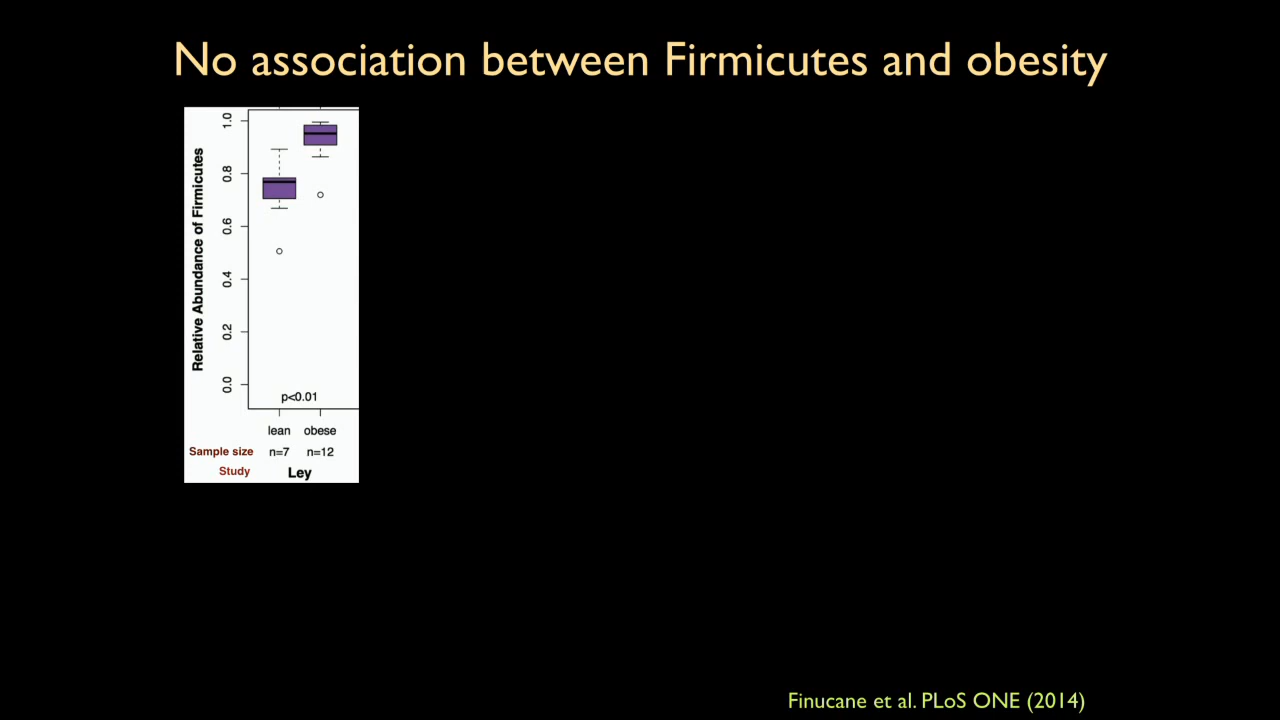 No association between Firmicutes and obesity
Relative Abundance of Firmicutes
1.0
0.8
0.6
0.4
0.2
0.0
p<0.01
lean obese
Sample size n=7 n=12
Study Ley
Finucane et al. PLoS ONE (2014)